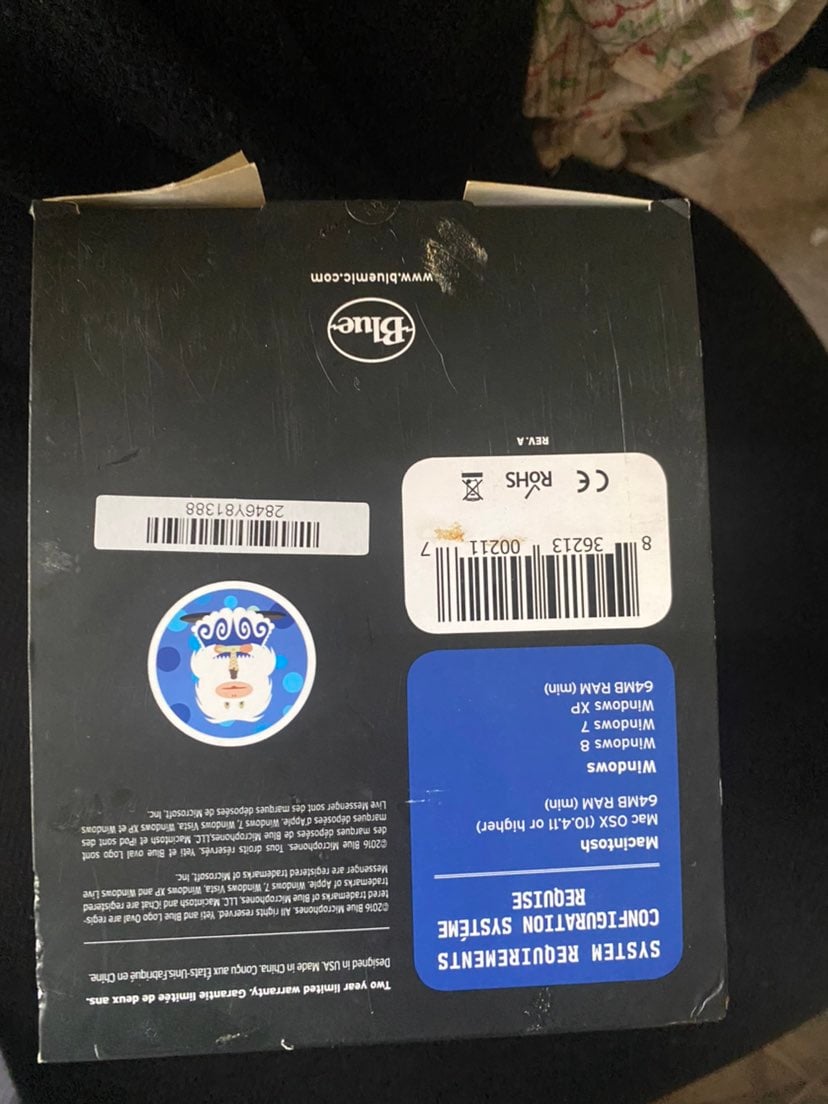 Two year limited warranty. Garantie limitée de deux ans.
Designed in USA. Made in China. Conçu aux États-Unis.Fabriqué en Chine.
©2016 Blue Microphones. All rights reserved. Yeti and Blue Logo Oval are regis-
tered trademarks of Blue Microphones, LLC. Macintosh and iChat are registered
trademarks of Apple. Windows 7, Windows Vista, Windows XP and Windows Live
Messenger are registered trademarks of Microsoft, Inc.
©2016 Blue Microphones. Tous droits réservés. Yeti et Blue oval Logo sont
des marques déposées de Blue Microphones,LLC. Macintosh et iPod sont des
marques déposées d'Apple. Windows 7, Windows Vista, Windows XP et Windows
Live Messenger sont des marques déposées de Microsoft, Inc.
2846Y81388
SYSTEM REQUIREMENTS
CONFIGURATION SYSTÉME
REQUISE
Macintosh
Mac OSX (10.4.11 or higher)
64MB RAM (min)
Windows
Windows 8
Windows 7
Windows XP
64MB RAM (min)
8 36213 00211 7
CE RoHS
REV. A
Blue
www.bluemic.com